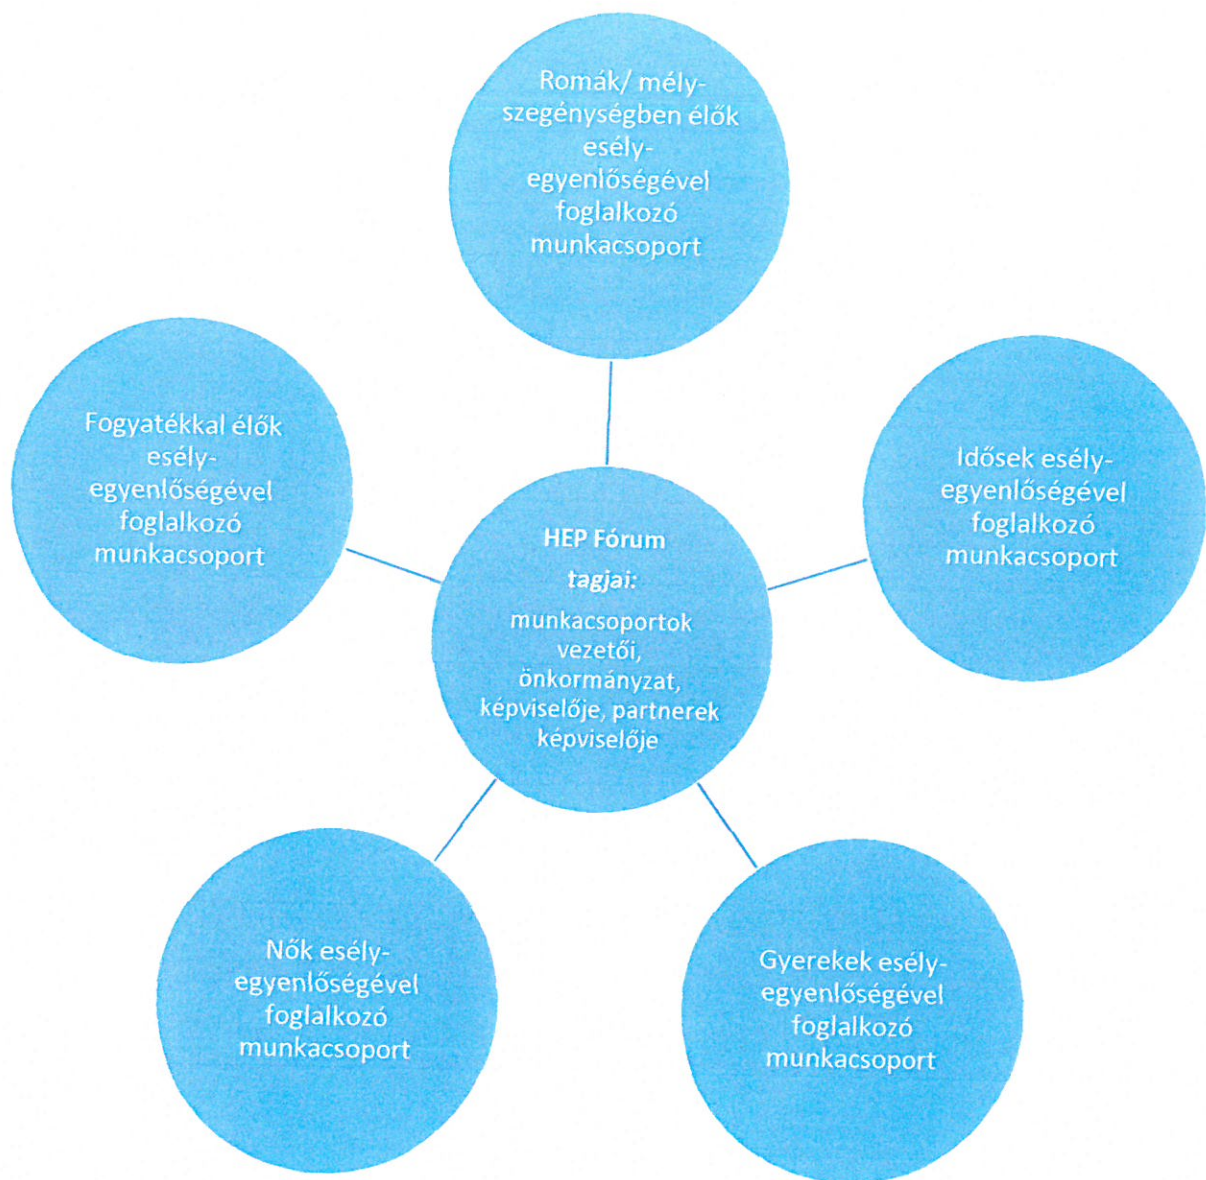 Romák/ mély-
szegénységben élők
esély-
egyenlőségével
foglalkozó
munkacsoport
Fogyatékkal élők
esély-
egyenlőségével
foglalkozó
munkacsoport
Idősek esély-
egyenlőségével
foglalkozó
munkacsoport
HEP Fórum
tagjai:
munkacsoportok
vezetői,
önkormányzat,
képviselője, partnerek
képviselője
Nők esély-
egyenlőségével
foglalkozó
munkacsoport
Gyerekek esély-
egyenlőségével
foglalkozó
munkacsoport